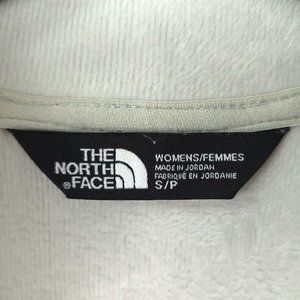 THE
NORTH
®FACE
WOMENS/FEMMES
MADE IN JORDAN
FABRIQUÉ EN JORDANIE
S/P